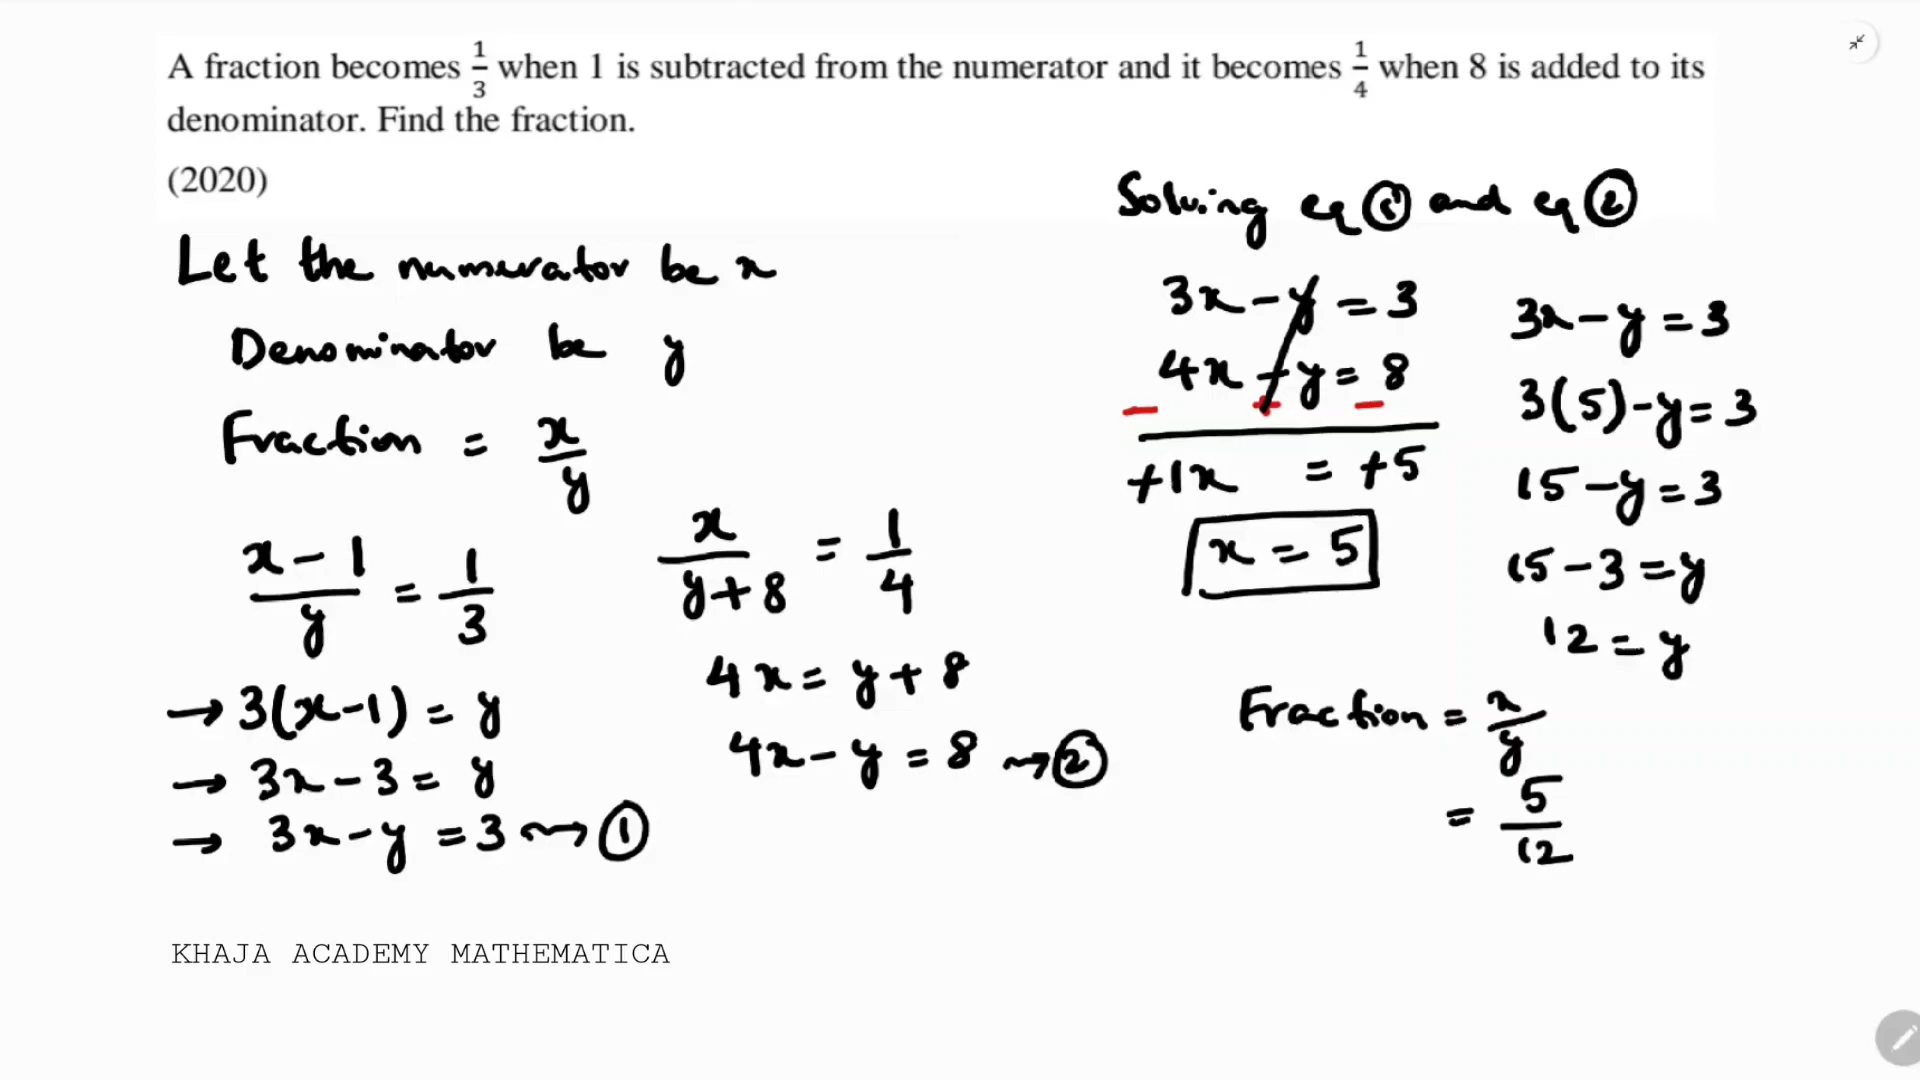 A fraction becomes 1/3 when 1 is subtracted from the numerator and it becomes 1/4 when 8 is added to its
denominator. Find the fraction.
(2020)
Let the numerator be x
Denominator be y
Fraction = x/y
(x-1)/y = 1/3
→ 3(x-1) = y
→ 3x-3 = y
→ 3x-y = 3 → ①
x/(y+8) = 1/4
4x = y+8
4x-y = 8 → ②
Solving eq ① and eq ②
3x-y = 3
4x-y = 8
- + -
+1x = +5
x = 5
3x-y = 3
3(5)-y = 3
15-y = 3
15-3 = y
12 = y
Fraction = x/y
= 5/12
KHAJA ACADEMY MATHEMATICA